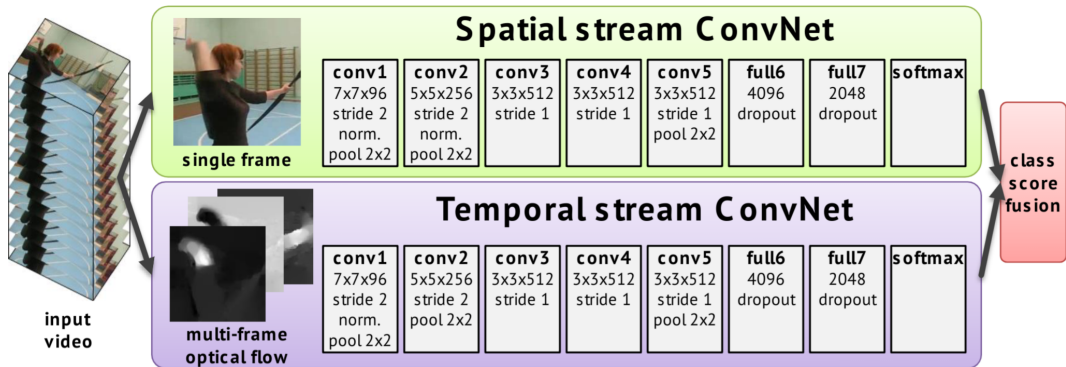 Spatial stream ConvNet
conv1
7x7x96
stride 2
norm.
pool 2x2
conv2
5x5x256
stride 2
norm.
pool 2x2
conv3
3x3x512
stride 1
conv4
3x3x512
stride 1
conv5
3x3x512
stride 1
pool 2x2
full6
4096
dropout
full7
2048
dropout
softmax
single frame
Temporal stream ConvNet
conv1
7x7x96
stride 2
norm.
pool 2x2
conv2
5x5x256
stride 2
pool 2x2
conv3
3x3x512
stride 1
conv4
3x3x512
stride 1
conv5
3x3x512
stride 1
pool 2x2
full6
4096
dropout
full7
2048
dropout
softmax
multi-frame
optical flow
input
video
class
score
fusion